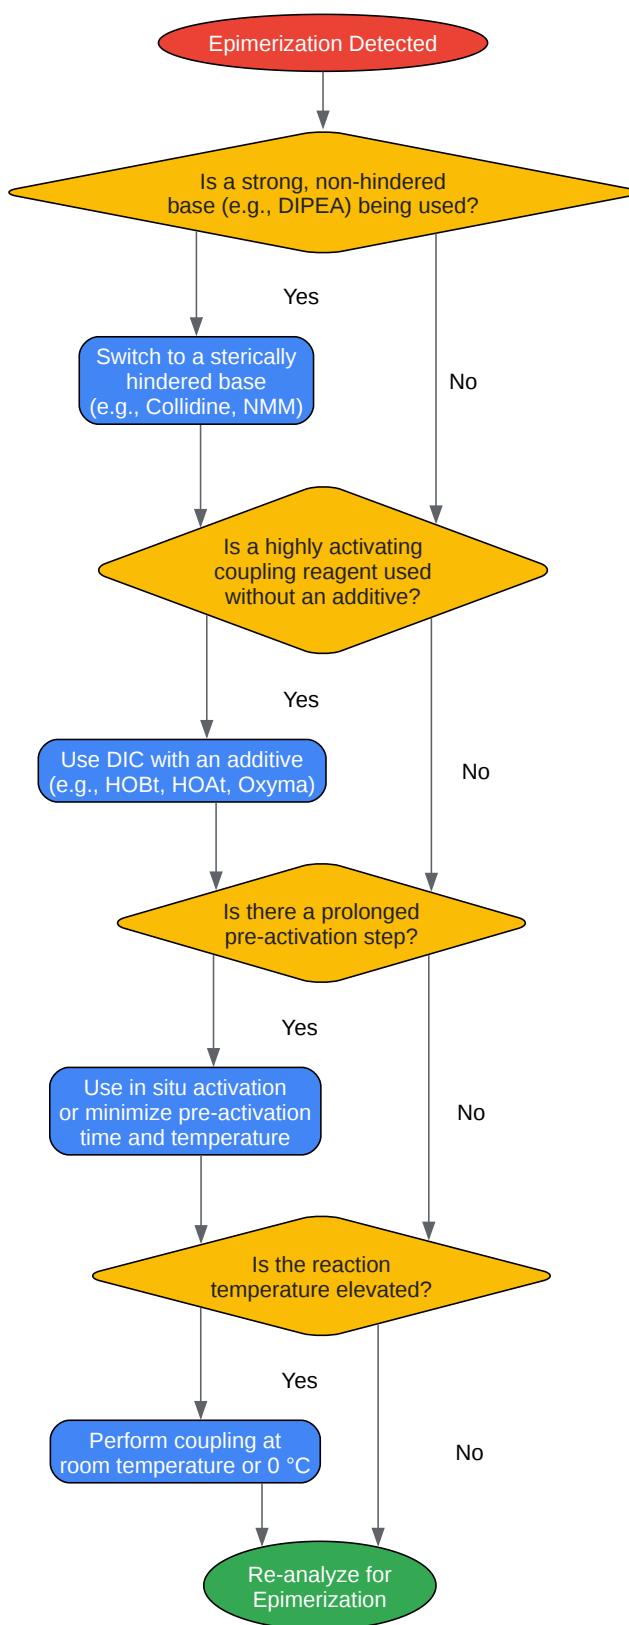 Epimerization Detected
Is a strong, non-hindered
base (e.g., DIPEA) being used?
Yes
Switch to a sterically
hindered base
(e.g., Collidine, NMM)
No
Is a highly activating
coupling reagent used
without an additive?
Yes
Use DIC with an additive
(e.g., HOBt, HOAt, Oxyma)
No
Is there a prolonged
pre-activation step?
Yes
Use in situ activation
or minimize pre-activation
time and temperature
No
Is the reaction
temperature elevated?
Yes
Perform coupling at
room temperature or 0 °C
No
Re-analyze for
Epimerization